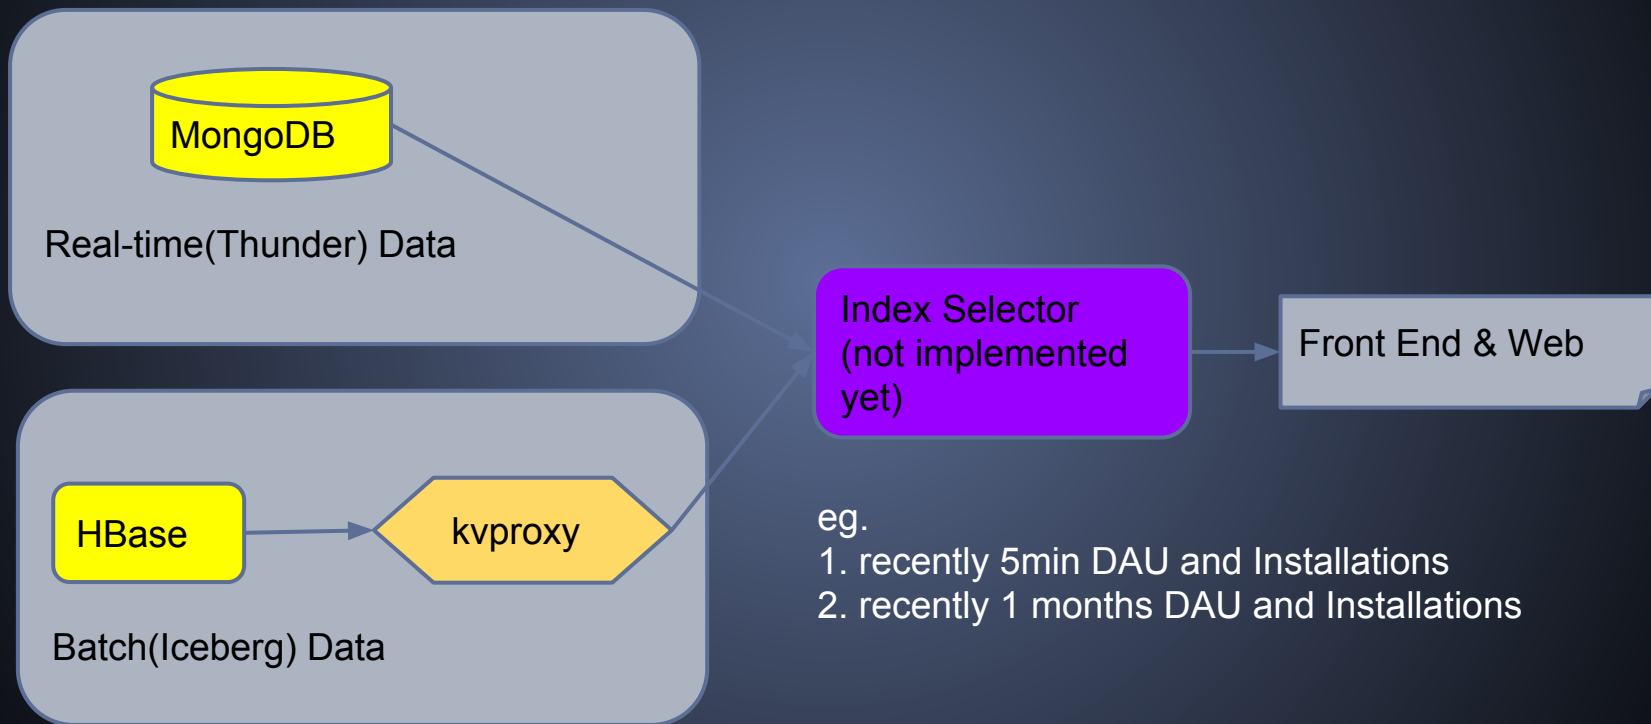 MongoDB
Real-time(Thunder) Data
Index Selector
(not implemented
yet)
Front End & Web
HBase
kvproxy
Batch(Iceberg) Data
eg.
1. recently 5min DAU and Installations
2. recently 1 months DAU and Installations